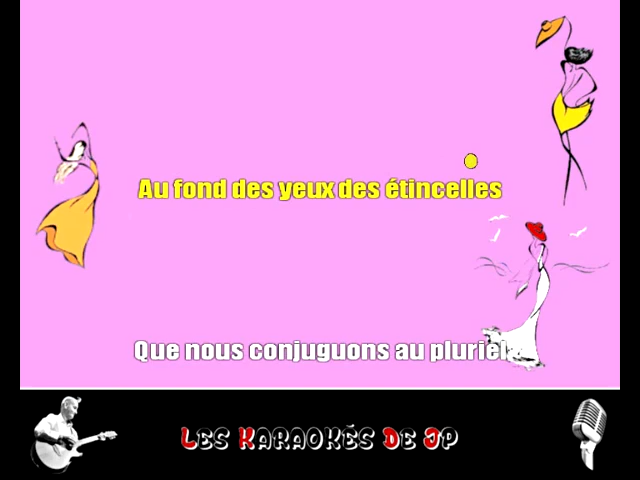 Au fond des yeux des étincelles
Que nous conjuguons au pluriel
Les Karaokés De JP